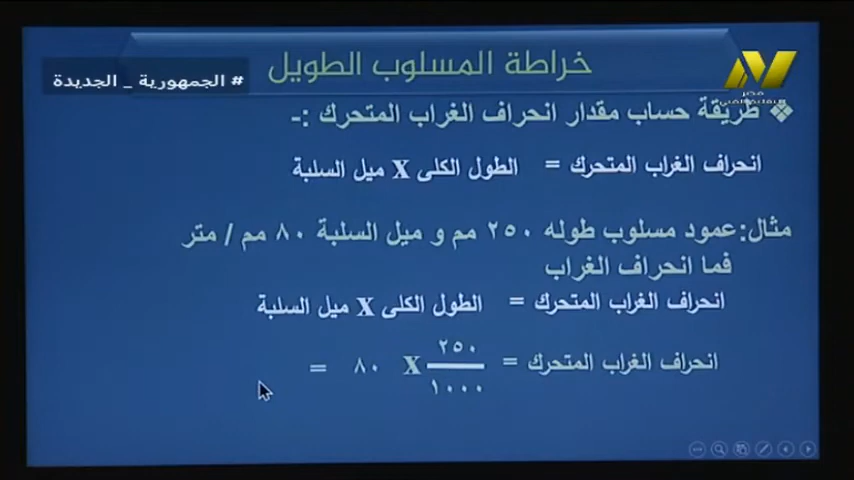 خراطة المسلوب الطويل
# الجمهورية _ الجديدة
مصر
❖ طريقة حساب مقدار انحراف الغراب المتحرك :-
انحراف الغراب المتحرك = الطول الكلى X ميل السلبة
مثال: عمود مسلوب طوله ٢٥٠ مم و ميل السلبة ٨٠ مم / متر
فما انحراف الغراب
انحراف الغراب المتحرك = الطول الكلى X ميل السلبة
انحراف الغراب المتحرك = ٢٥٠ / ١٠٠٠ X ٨٠ =